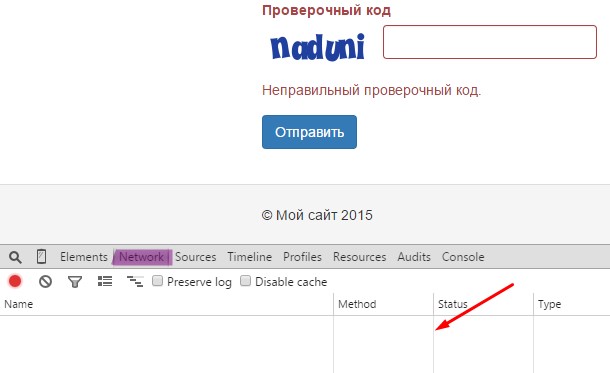 Проверочный код
naduni
Неправильный проверочный код.
Отправить
© Мой сайт 2015
Elements Network Sources Timeline Profiles Resources Audits Console
Preserve log Disable cache
Name Method Status Type